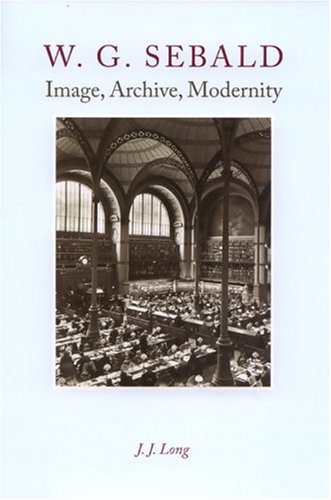 W. G. SEBALD
Image, Archive, Modernity
J. J. Long